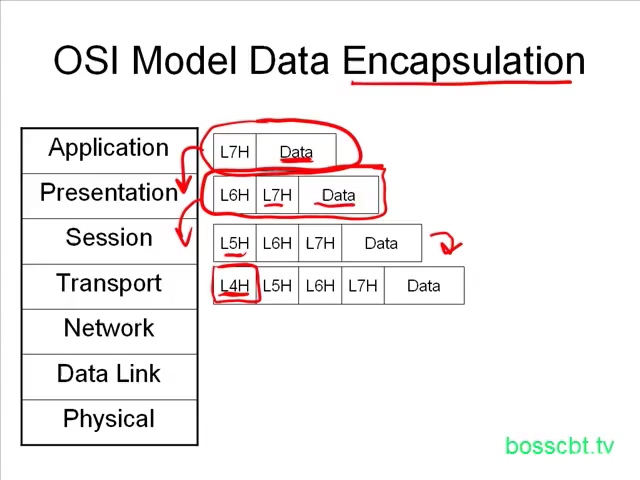 OSI Model Data Encapsulation
Application L7H Data
Presentation L6H L7H Data
Session L5H L6H L7H Data
Transport L4H L5H L6H L7H Data
Network
Data Link
Physical
bosscbt.tv